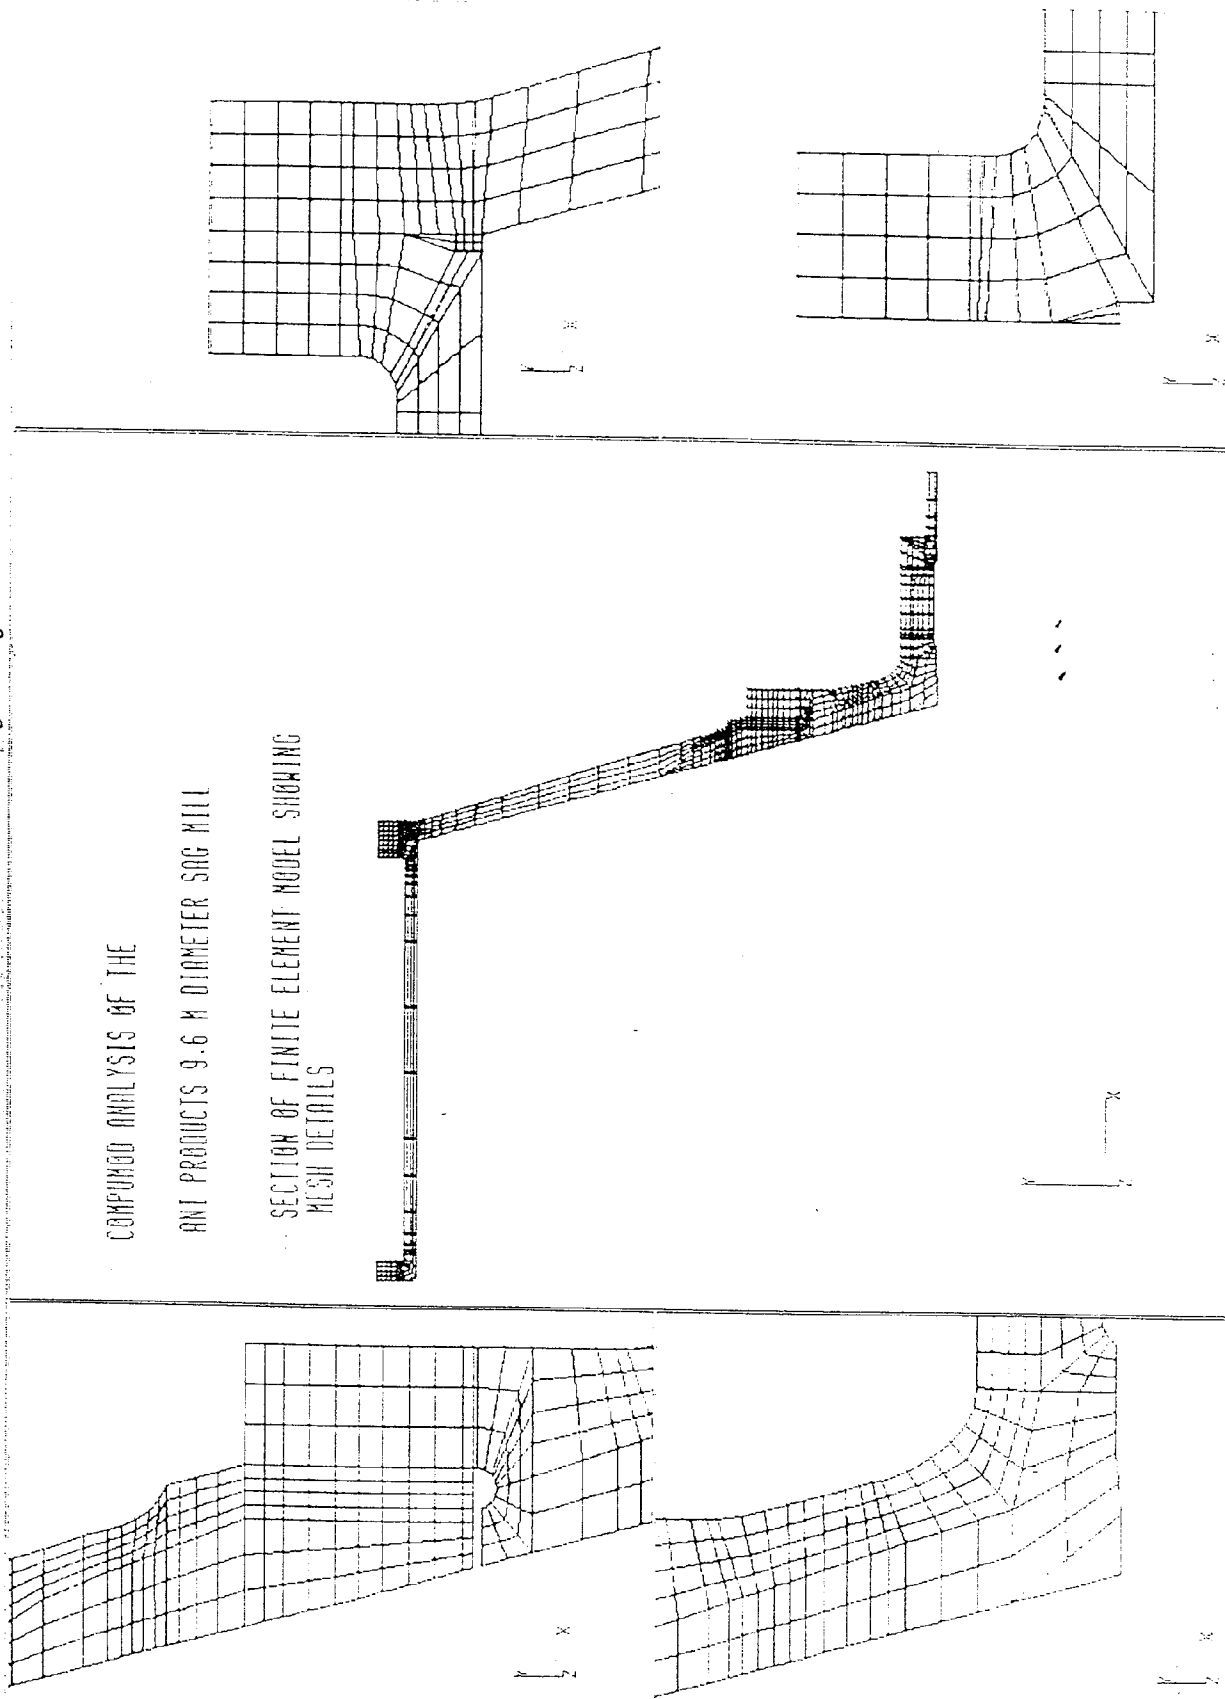 COMPUMOD ANALYSIS OF THE
ANI PRODUCTS 9.6 M DIAMETER SAG MILL
SECTION OF FINITE ELEMENT MODEL SHOWING
MESH DETAILS
Y
Z X
Y
Z X
Y
Z X
Y
Z X
Y
Z X